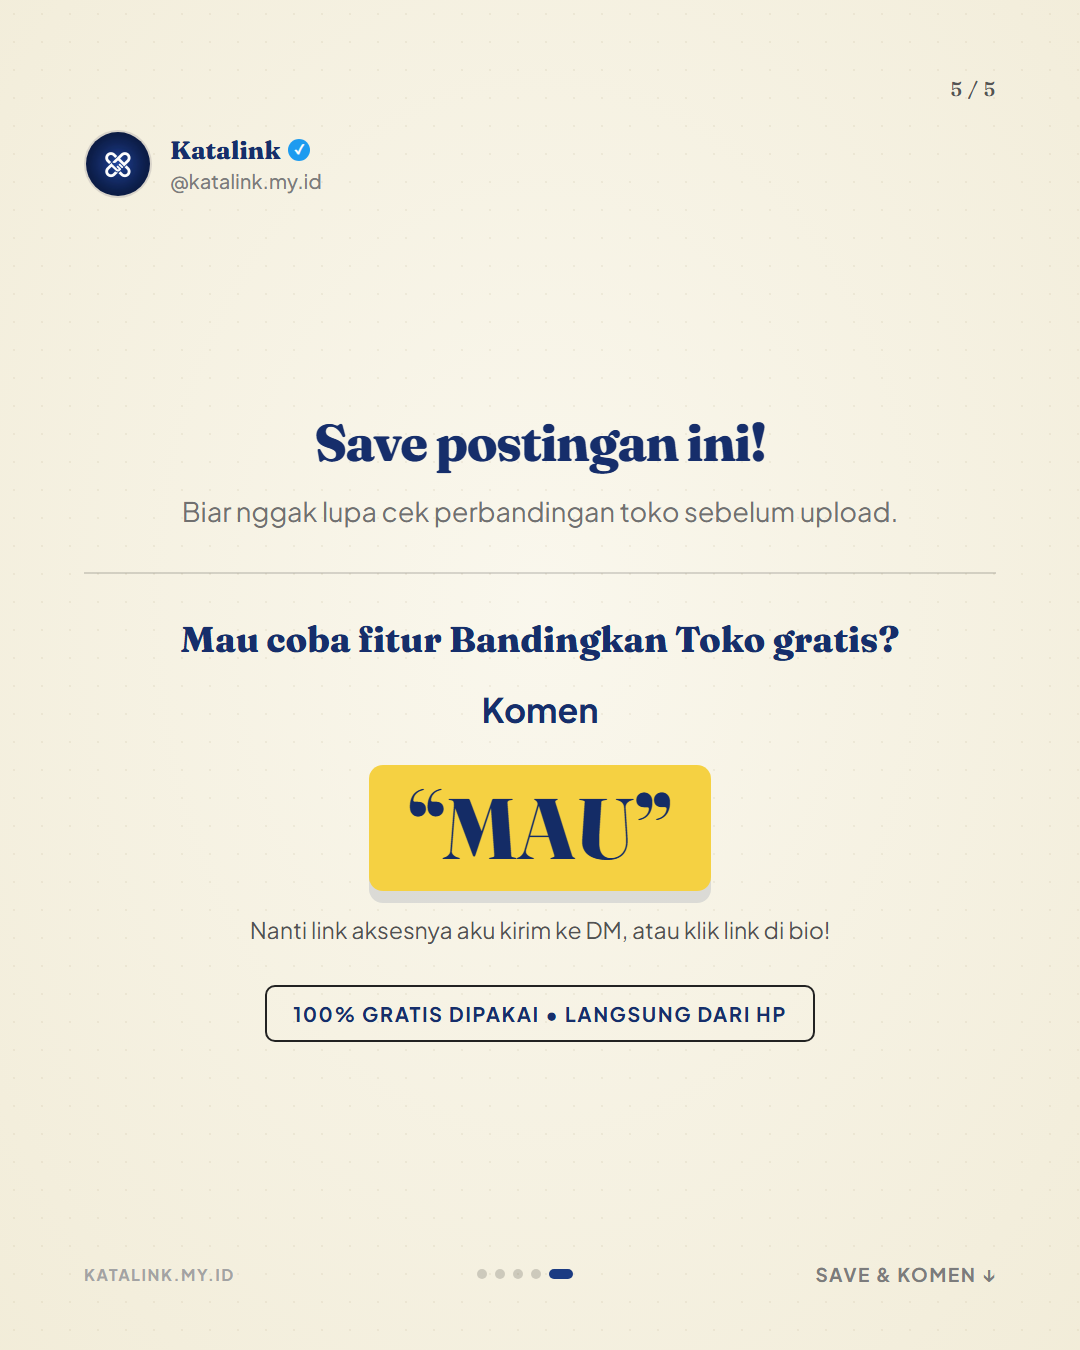 5 / 5
Katalink
@katalink.my.id
Save postingan ini!
Biar nggak lupa cek perbandingan toko sebelum upload.
Mau coba fitur Bandingkan Toko gratis?
Komen
“MAU”
Nanti link aksesnya aku kirim ke DM, atau klik link di bio!
100% GRATIS DIPAKAI • LANGSUNG DARI HP
KATALINK.MY.ID
SAVE & KOMEN ↓